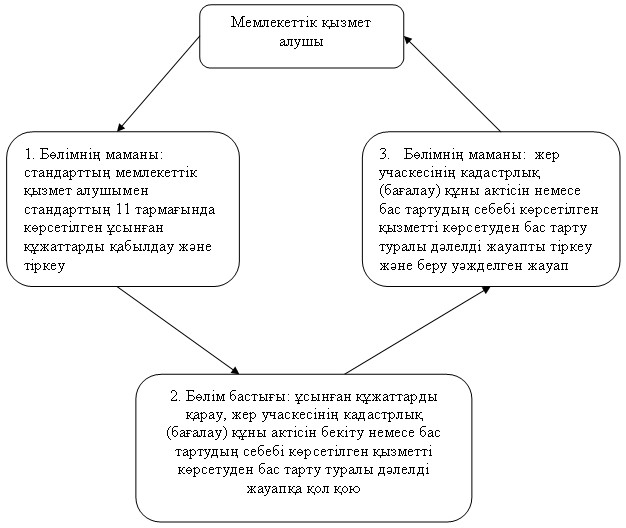 Мемлекеттік қызмет
алушы
1. Бөлімнің маманы:
стандарттың мемлекеттік
қызмет алушымен
стандарттың 11 тармағында
көрсетілген ұсынған
құжаттарды қабылдау және
тіркеу
3. Бөлімнің маманы: жер
учаскесінің кадастрлық
(бағалау) құны актісін немесе
бас тартудың себебі көрсетілген
қызметті көрсетуден бас тарту
туралы дәлелді жауапты тіркеу
және беру уәжделген жауап
2. Бөлім бастығы: ұсынған құжаттарды
қарау, жер учаскесінің кадастрлық
(бағалау) құны актісін бекіту немесе бас
тартудың себебі көрсетілген қызметті
көрсетуден бас тарту туралы дәлелді
жауапқа қол қою